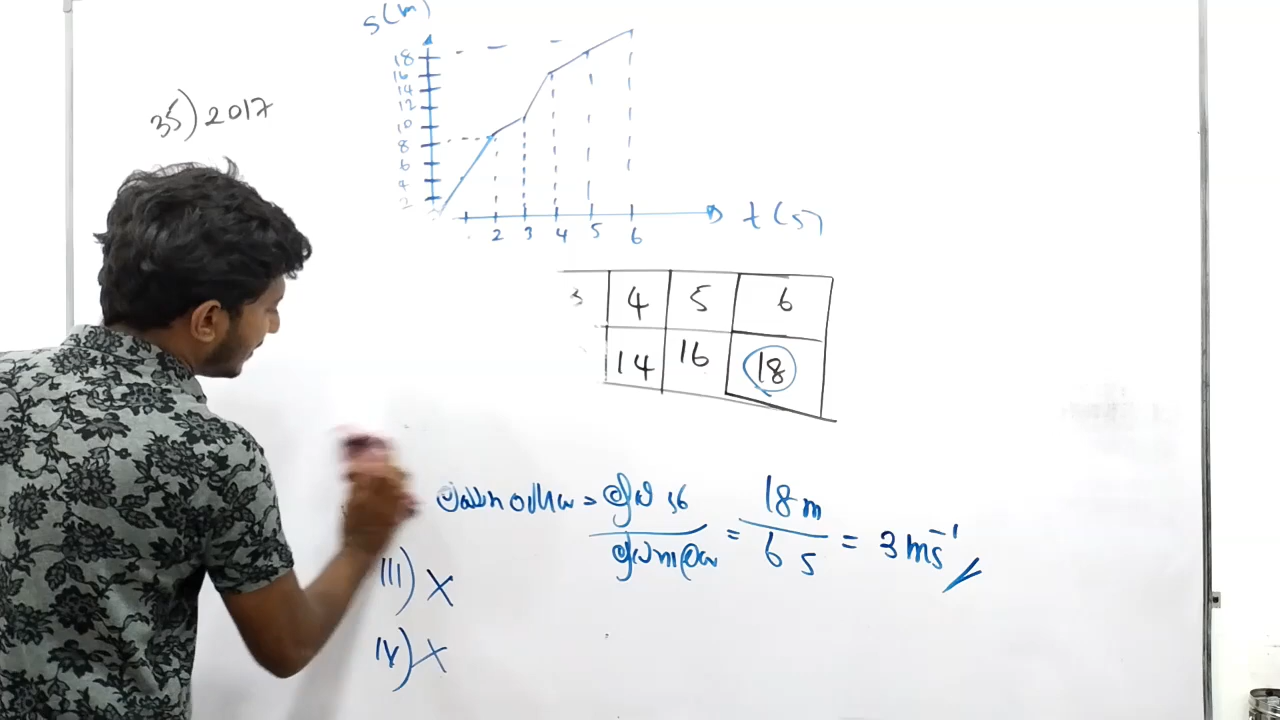 s(m)
18
16
14
12
10
8
6
4
2
35) 2017
2 3 4 5 6
t(s)
3 4 5 6
14 16 18
= = 18 m / 6 s = 3 ms⁻¹
III) X
IV) X